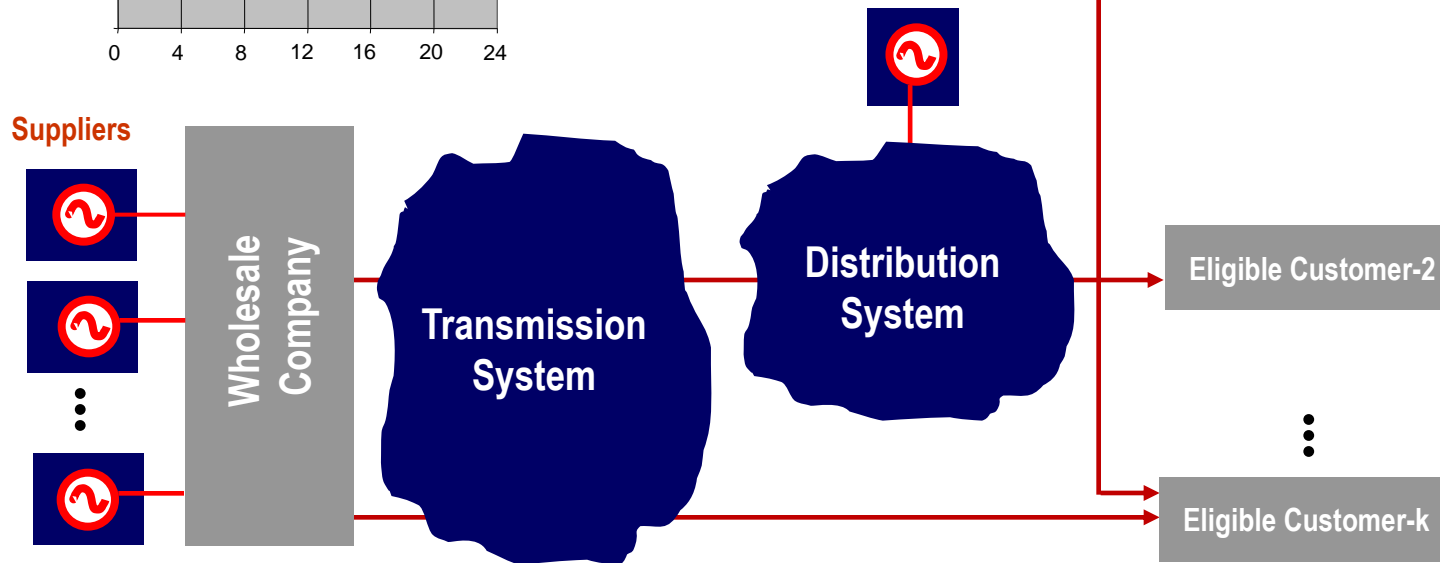 0 4 8 12 16 20 24
Suppliers
Wholesale
Company
Transmission
System
Distribution
System
Eligible Customer-2
Eligible Customer-k